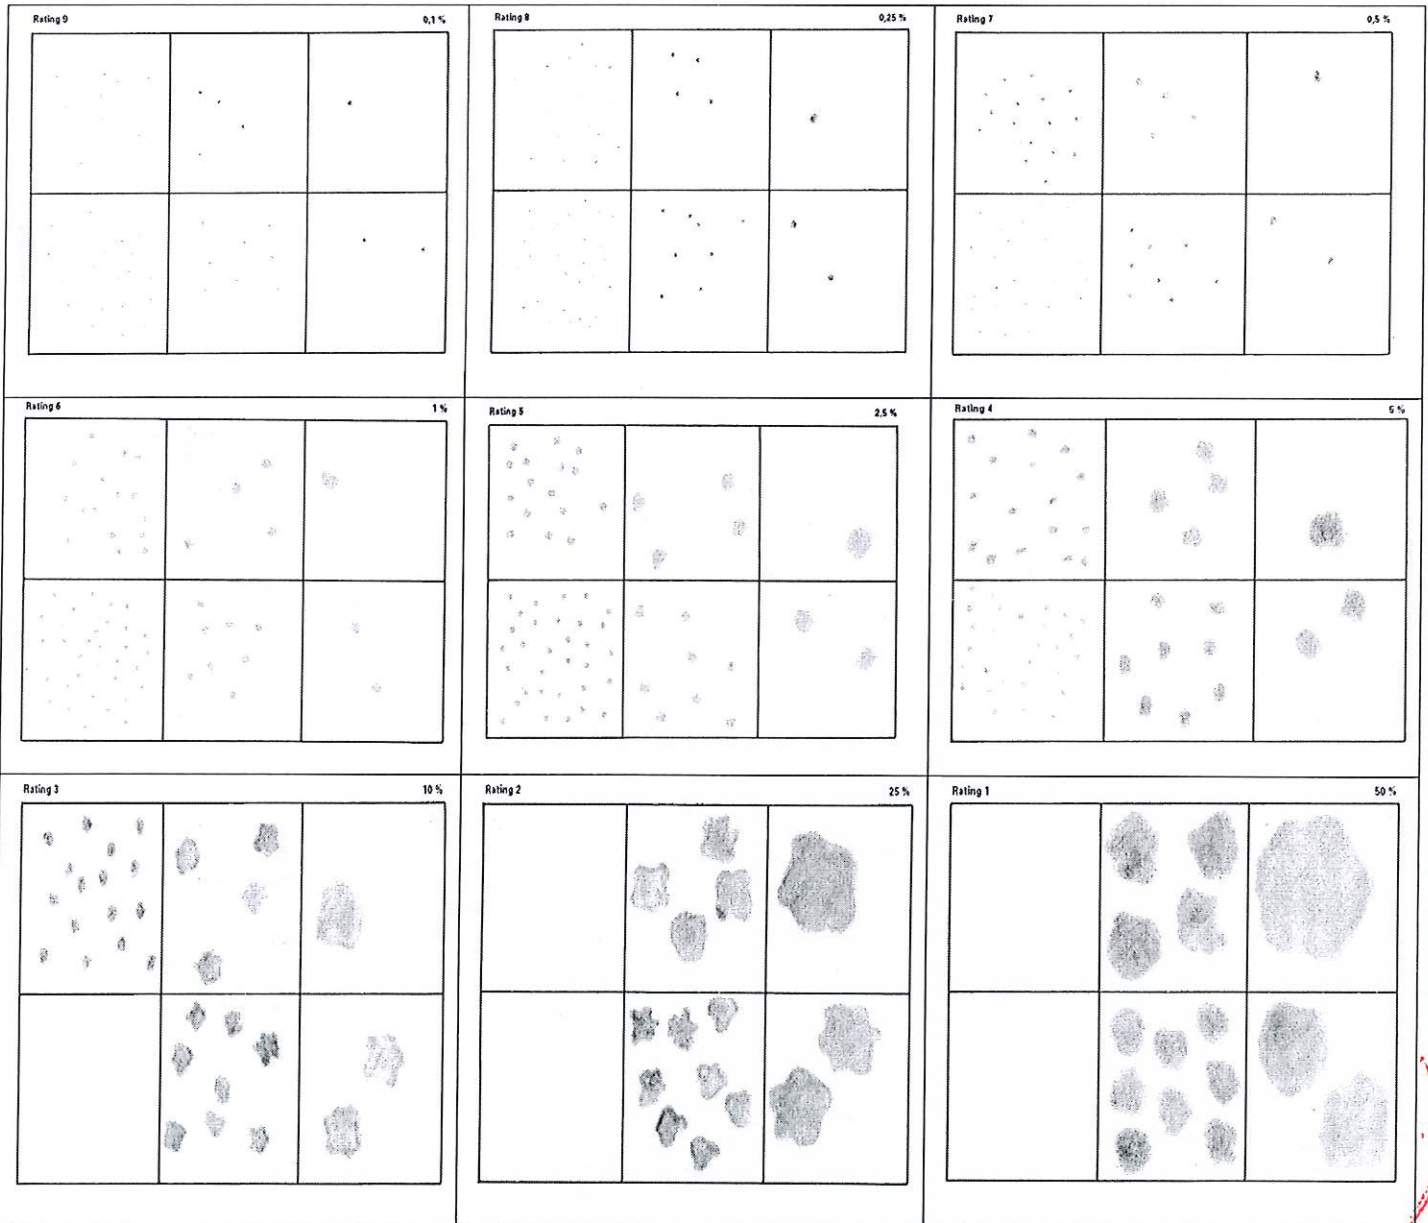 Rating 9 0,1 %
Rating 8 0,25 %
Rating 7 0,5 %
Rating 6 1 %
Rating 5 2,5 %
Rating 4 5 %
Rating 3 10 %
Rating 2 25 %
Rating 1 50 %